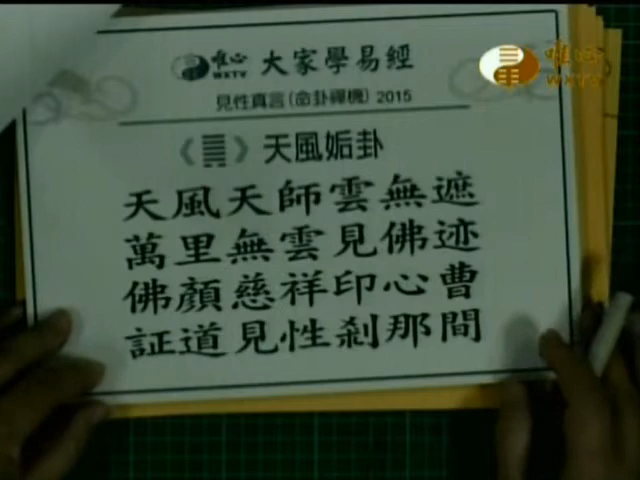 唯心 大家學易經
WXTV
唯心
WXTV
見性真言(命卦禪機) 2015
《䷫》天風姤卦
天風天師雲無遮
萬里無雲見佛迹
佛顏慈祥印心曹
証道見性剎那間